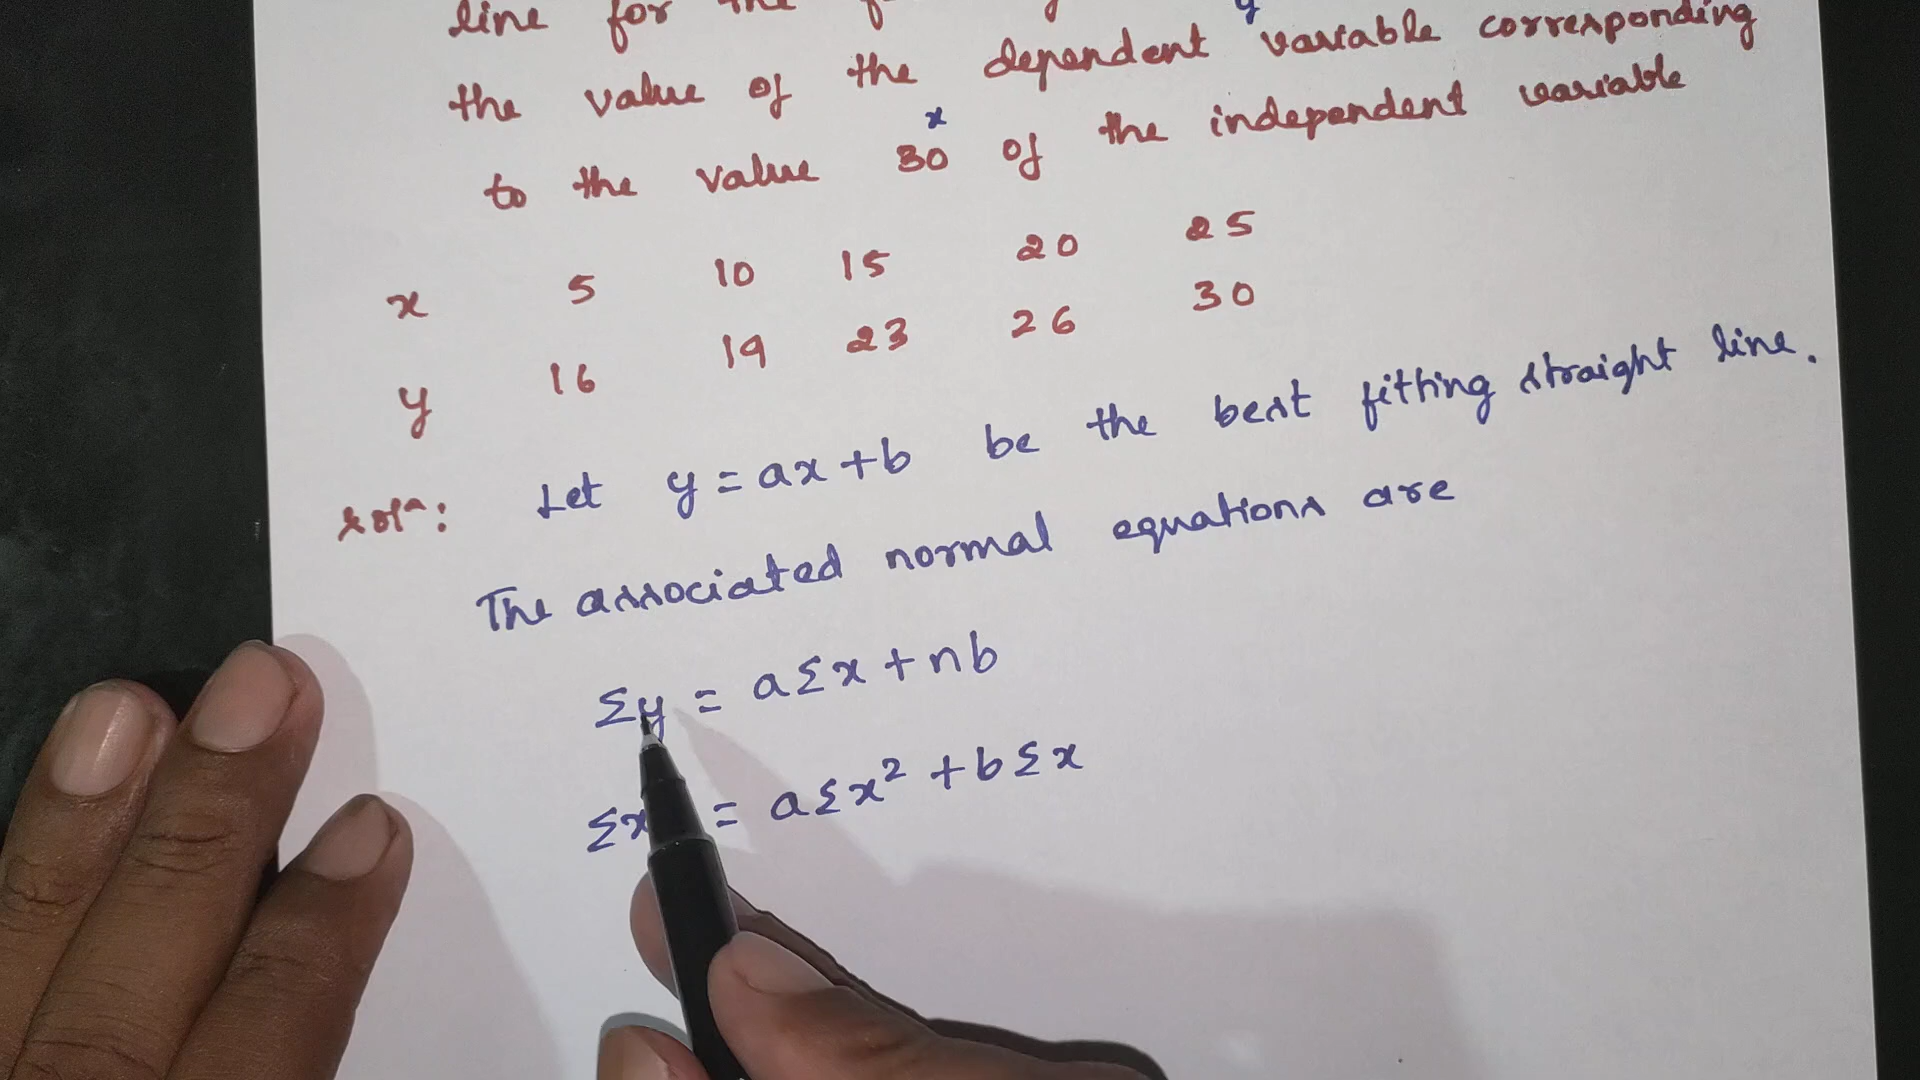 line for the
y
the value of the dependent variable corresponding
x
to the value 30 of the independent variable
x 5 10 15 20 25
y 16 19 23 26 30
Soln: Let y = ax + b be the best fitting straight line.
The associated normal equations are
Σy = aΣx + nb
Σx = aΣx² + bΣx